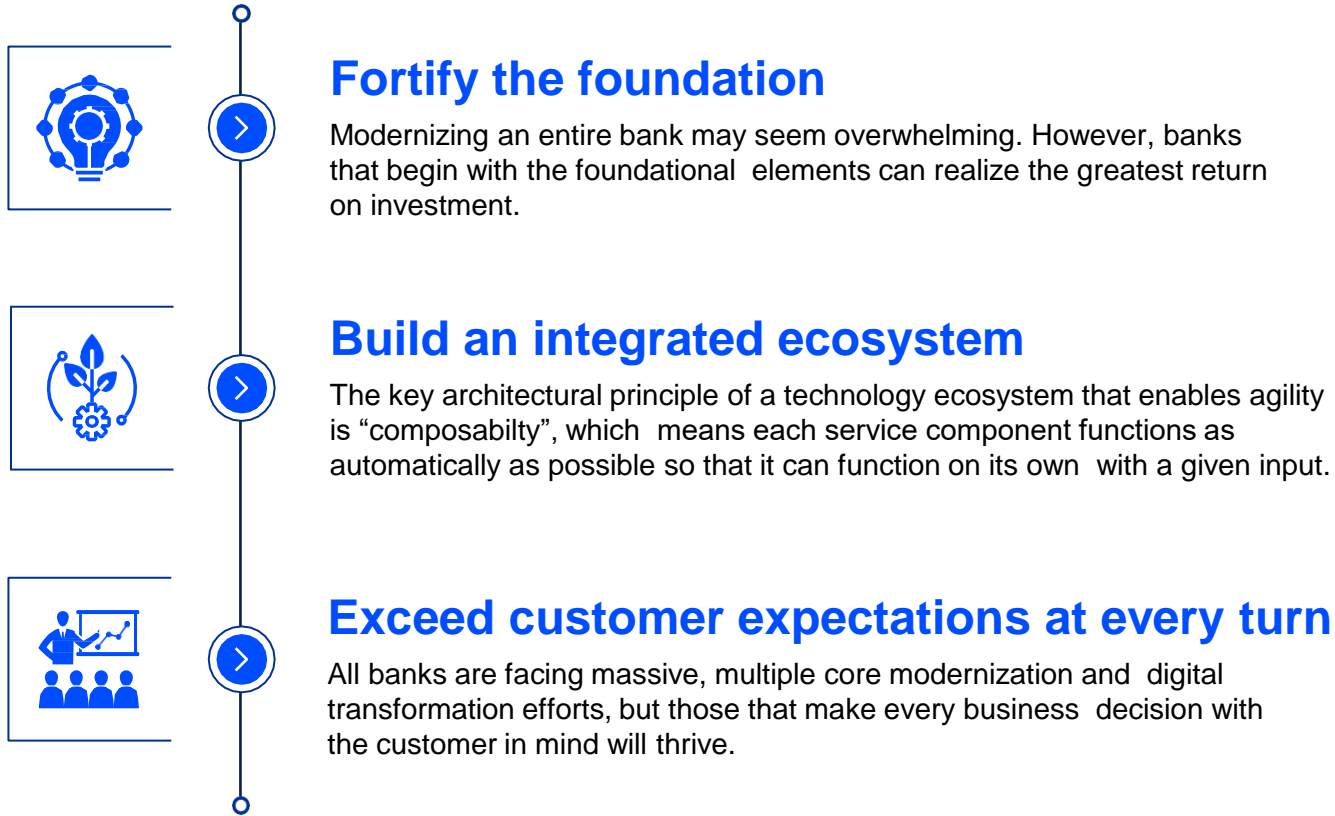 Fortify the foundation
Modernizing an entire bank may seem overwhelming. However, banks
that begin with the foundational elements can realize the greatest return
on investment.
Build an integrated ecosystem
The key architectural principle of a technology ecosystem that enables agility
is “composabilty”, which means each service component functions as
automatically as possible so that it can function on its own with a given input.
Exceed customer expectations at every turn
All banks are facing massive, multiple core modernization and digital
transformation efforts, but those that make every business decision with
the customer in mind will thrive.